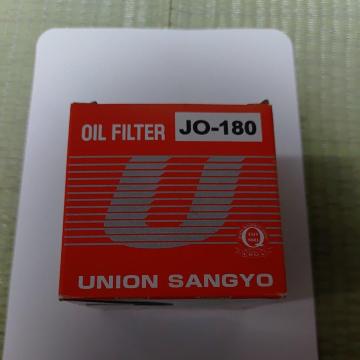 OIL FILTER JO-180
U
UNION SANGYO